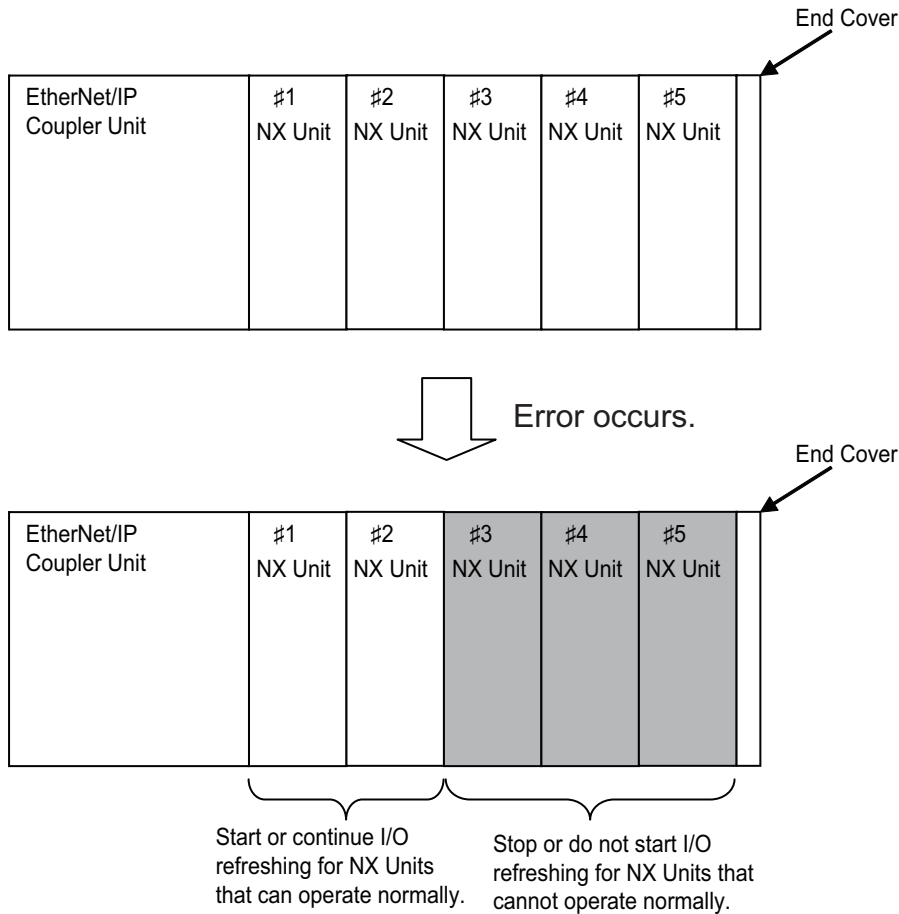 End Cover
EtherNet/IP
Coupler Unit
♯1
NX Unit
♯2
NX Unit
♯3
NX Unit
♯4
NX Unit
♯5
NX Unit
Error occurs.
End Cover
EtherNet/IP
Coupler Unit
♯1
NX Unit
♯2
NX Unit
♯3
NX Unit
♯4
NX Unit
♯5
NX Unit
Start or continue I/O
refreshing for NX Units
that can operate normally.
Stop or do not start I/O
refreshing for NX Units that
cannot operate normally.